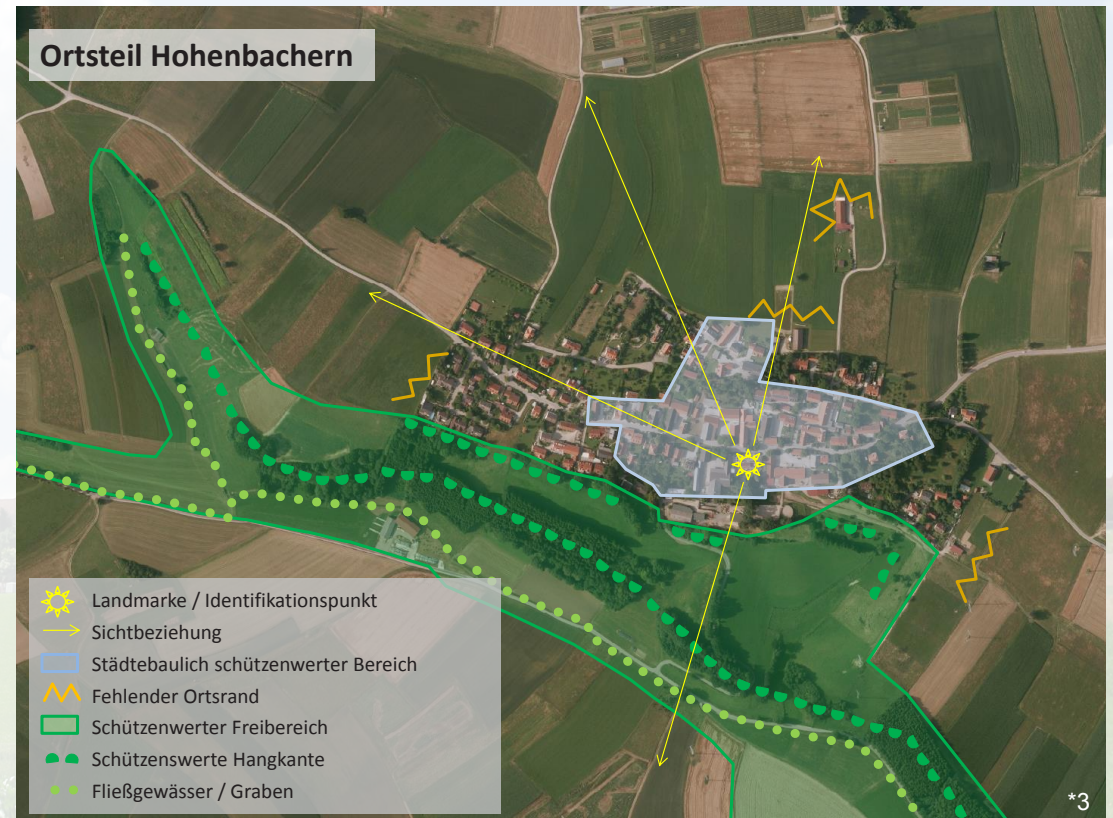 Ortsteil Hohenbachern
Landmarke / Identifikationspunkt
Sichtbeziehung
Städtebaulich schützenwerter Bereich
Fehlender Ortsrand
Schützenwerter Freibereich
Schützenswerte Hangkante
Fließgewässer / Graben
*3